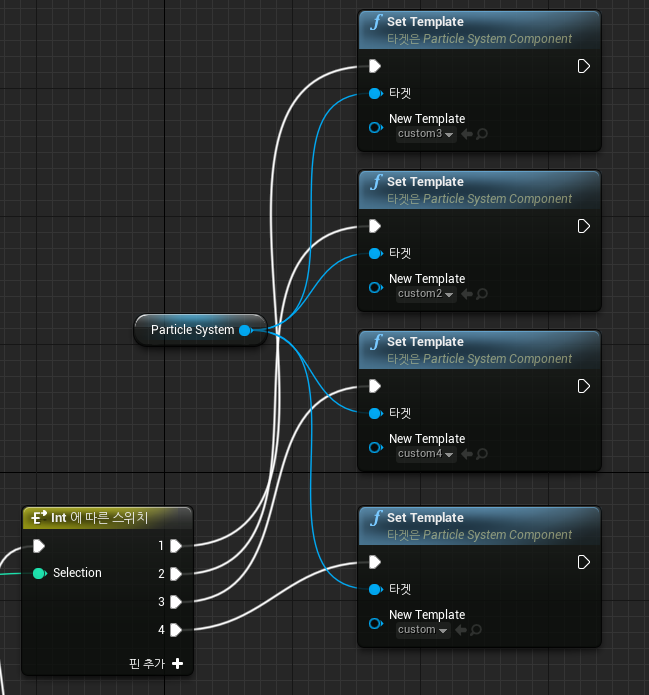 Set Template
타겟은 Particle System Component
타겟
New Template
custom3
Set Template
타겟은 Particle System Component
타겟
New Template
custom2
Particle System
Set Template
타겟은 Particle System Component
타겟
New Template
custom4
Int 에 따른 스위치
1
Selection
2
3
4
핀 추가
Set Template
타겟은 Particle System Component
타겟
New Template
custom